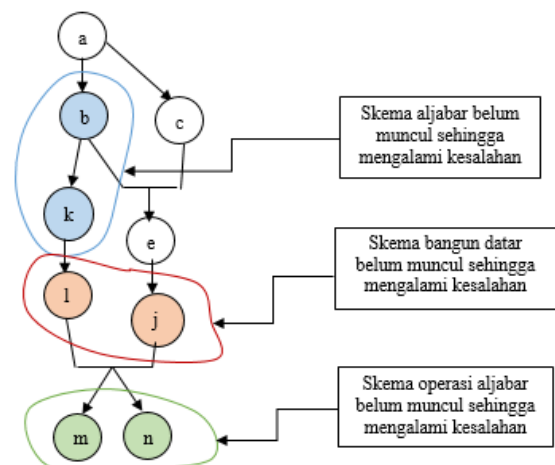 a
b
c
Skema aljabar belum
muncul sehingga
mengalami kesalahan
k
e
Skema bangun datar
belum muncul sehingga
mengalami kesalahan
l
j
Skema operasi aljabar
belum muncul sehingga
mengalami kesalahan
m
n